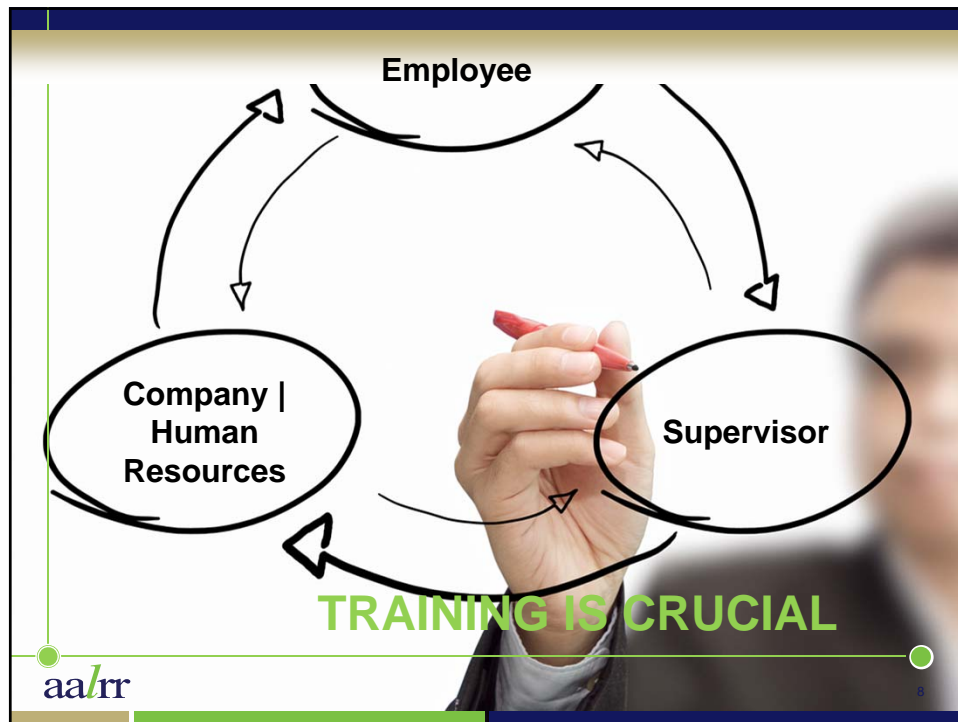 Employee
Company |
Human
Resources
Supervisor
TRAINING IS CRUCIAL
aalrr
8